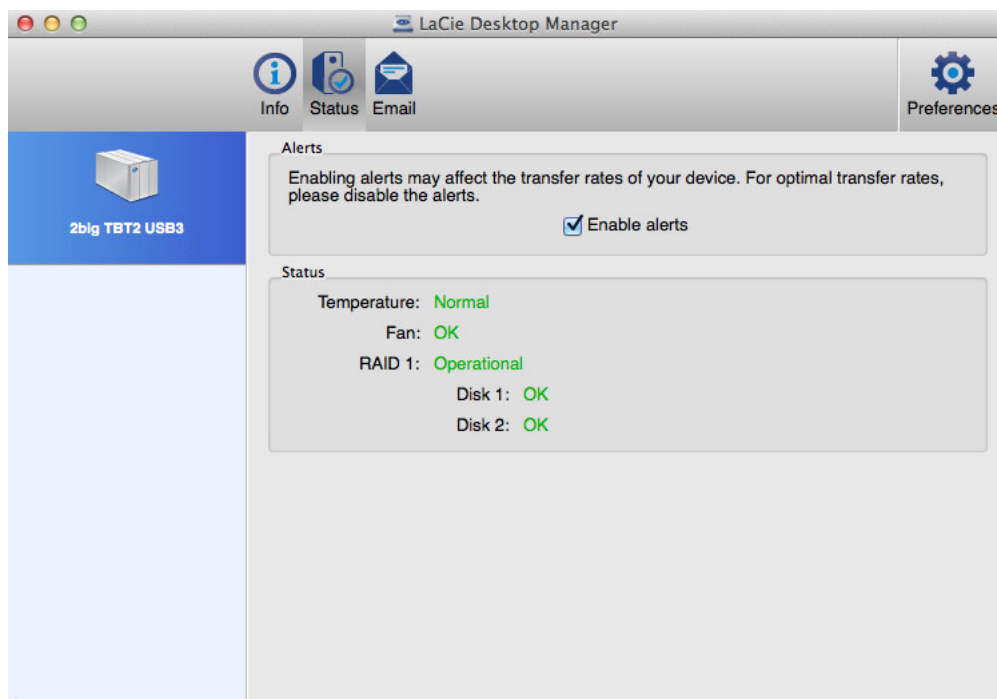 LaCie Desktop Manager
Info Status Email Preferences
2big TBT2 USB3
Alerts
Enabling alerts may affect the transfer rates of your device. For optimal transfer rates,
please disable the alerts.
Enable alerts
Status
Temperature: Normal
Fan: OK
RAID 1: Operational
Disk 1: OK
Disk 2: OK